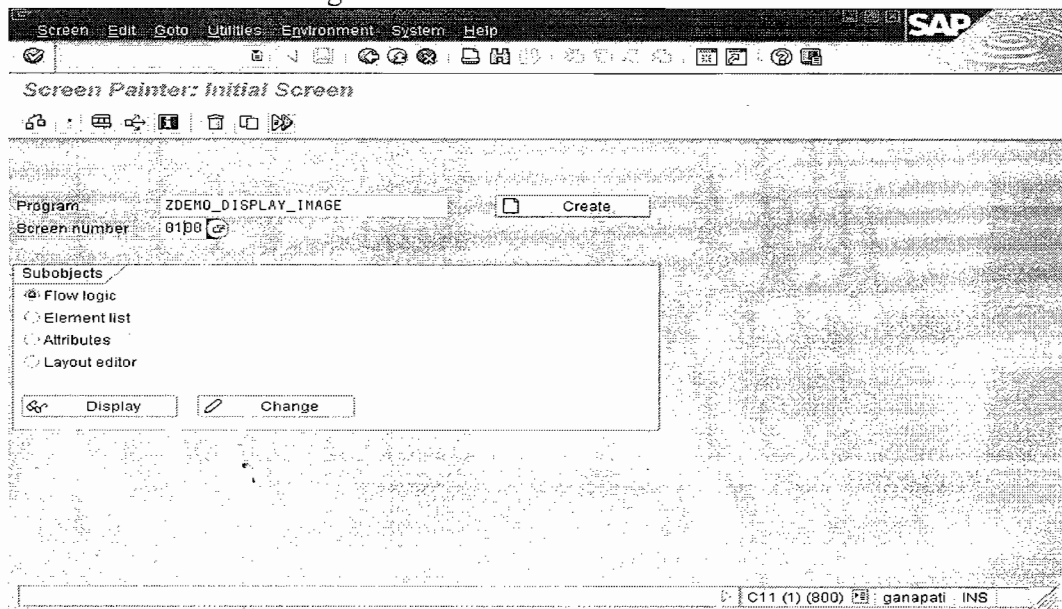 Screen Edit Goto Utilities Environment System Help
SAP
Screen Painter: Initial Screen
Program ZDEMO_DISPLAY_IMAGE Create
Screen number 0100
Subobjects
Flow logic
Element list
Attributes
Layout editor
Display Change
C11 (1) (800) ganapati INS